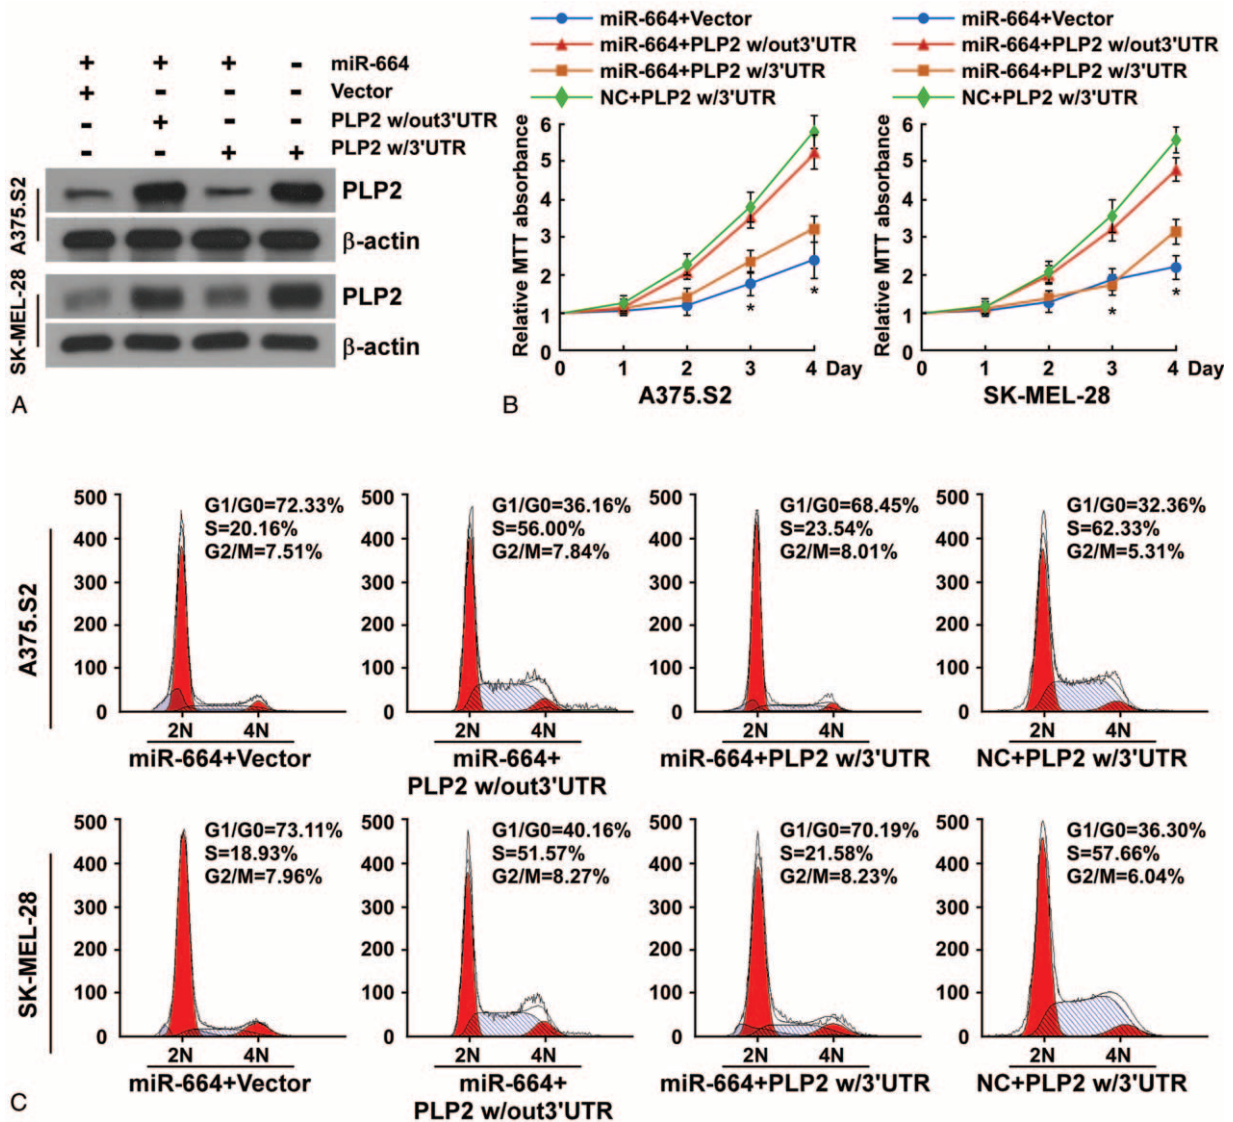 + + + - miR-664
+ - - - Vector
- + - - PLP2 w/out3'UTR
- - + + PLP2 w/3'UTR
A375.S2
PLP2
β-actin
SK-MEL-28
PLP2
β-actin
A
miR-664+Vector
miR-664+PLP2 w/out3'UTR
miR-664+PLP2 w/3'UTR
NC+PLP2 w/3'UTR
Relative MTT absorbance
6
5
4
3
2
1
0
* *
0 1 2 3 4 Day
A375.S2
miR-664+Vector
miR-664+PLP2 w/out3'UTR
miR-664+PLP2 w/3'UTR
NC+PLP2 w/3'UTR
Relative MTT absorbance
6
5
4
3
2
1
0
* *
0 1 2 3 4 Day
SK-MEL-28
B
A375.S2
500
400
300
200
100
0
G1/G0=72.33%
S=20.16%
G2/M=7.51%
2N 4N
miR-664+Vector
500
400
300
200
100
0
G1/G0=36.16%
S=56.00%
G2/M=7.84%
2N 4N
miR-664+
PLP2 w/out3'UTR
500
400
300
200
100
0
G1/G0=68.45%
S=23.54%
G2/M=8.01%
2N 4N
miR-664+PLP2 w/3'UTR
500
400
300
200
100
0
G1/G0=32.36%
S=62.33%
G2/M=5.31%
2N 4N
NC+PLP2 w/3'UTR
SK-MEL-28
500
400
300
200
100
0
G1/G0=73.11%
S=18.93%
G2/M=7.96%
2N 4N
miR-664+Vector
500
400
300
200
100
0
G1/G0=40.16%
S=51.57%
G2/M=8.27%
2N 4N
miR-664+
PLP2 w/out3'UTR
500
400
300
200
100
0
G1/G0=70.19%
S=21.58%
G2/M=8.23%
2N 4N
miR-664+PLP2 w/3'UTR
500
400
300
200
100
0
G1/G0=36.30%
S=57.66%
G2/M=6.04%
2N 4N
NC+PLP2 w/3'UTR
C